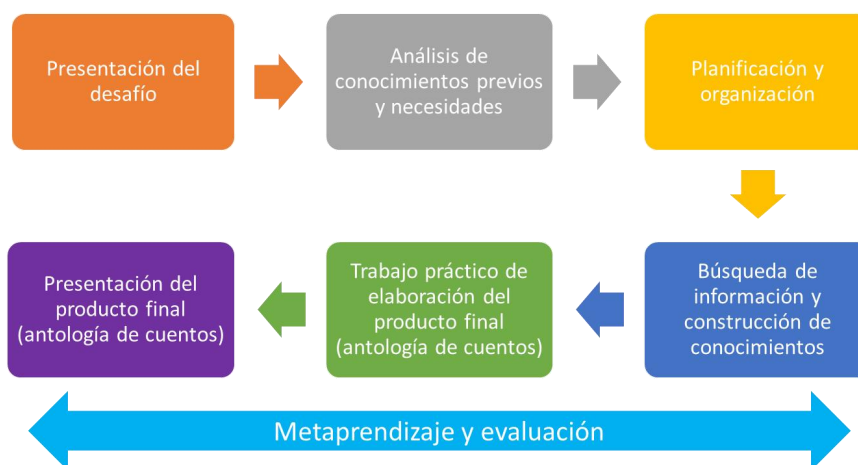 Presentación del
desafío
Análisis de
conocimientos previos
y necesidades
Planificación y
organización
Búsqueda de
información y
construcción de
conocimientos
Trabajo práctico de
elaboración del
producto final
(antología de cuentos)
Presentación del
producto final
(antología de cuentos)
Metaprendizaje y evaluación